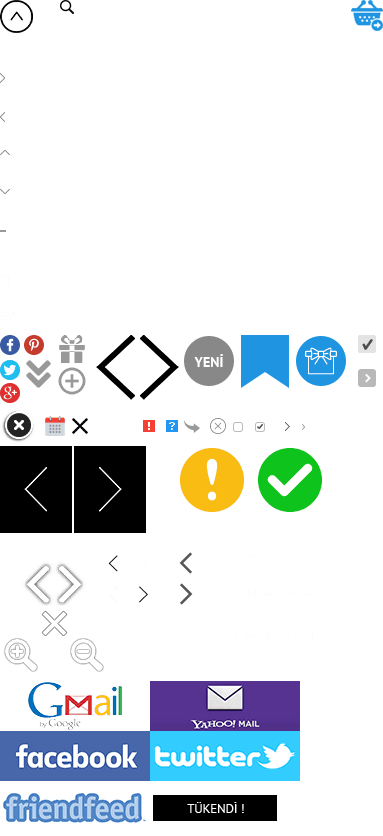 YENİ
Gmail
by Google
YAHOO! MAIL
facebook
twitter
friendfeed
TÜKENDİ !